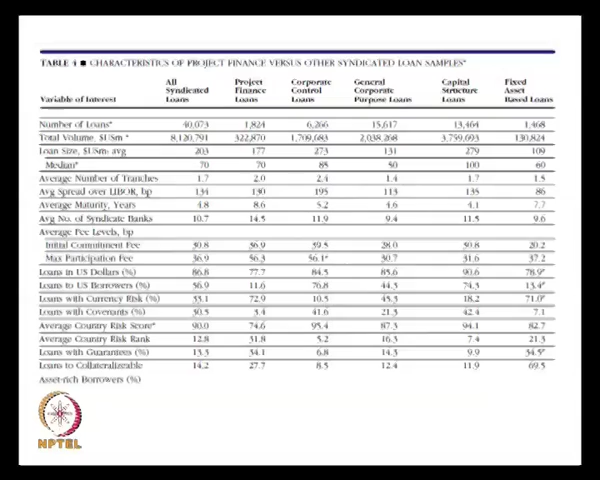 TABLE 4 ■ CHARACTERISTICS OF PROJECT FINANCE VERSUS OTHER SYNDICATED LOAN SAMPLES*
Variable of Interest All Syndicated Loans Project Finance Loans Corporate Control Loans General Corporate Purpose Loans Capital Structure Loans Fixed Asset Based Loans
Number of Loans* 40,073 1,824 6,266 15,617 13,464 1,468
Total Volume, $USm * 8,120,791 322,870 1,709,683 2,038,268 3,759,693 130,824
Loan Size, $USm: avg 203 177 273 131 279 109
Median* 70 70 85 50 100 60
Average Number of Tranches 1.7 2.0 2.4 1.4 1.7 1.5
Avg Spread over LIBOR, bp 134 130 195 113 135 86
Average Maturity, Years 4.8 8.6 5.2 4.6 4.1 7.7
Avg No. of Syndicate Banks 10.7 14.5 11.9 9.4 11.5 9.6
Average Fee Levels, bp
Initial Commitment Fee 30.8 36.9 39.5 28.0 30.8 20.2
Max Participation Fee 36.9 56.3 56.1* 30.7 31.6 37.2
Loans in US Dollars (%) 86.8 77.7 84.5 85.6 90.6 78.9*
Loans to US Borrowers (%) 56.9 11.6 76.8 44.3 74.3 13.4*
Loans with Currency Risk (%) 33.1 72.9 10.5 45.3 18.2 71.0*
Loans with Covenants (%) 30.5 3.4 41.6 21.3 42.4 7.1
Average Country Risk Score* 90.0 74.6 95.4 87.3 94.1 82.7
Average Country Risk Rank 12.8 31.8 5.2 16.3 7.4 21.3
Loans with Guarantees (%) 13.3 34.1 6.8 14.3 9.9 34.5*
Loans to Collateralizeable 14.2 27.7 8.5 12.4 11.9 69.5
Asset-rich Borrowers (%)
NPTEL